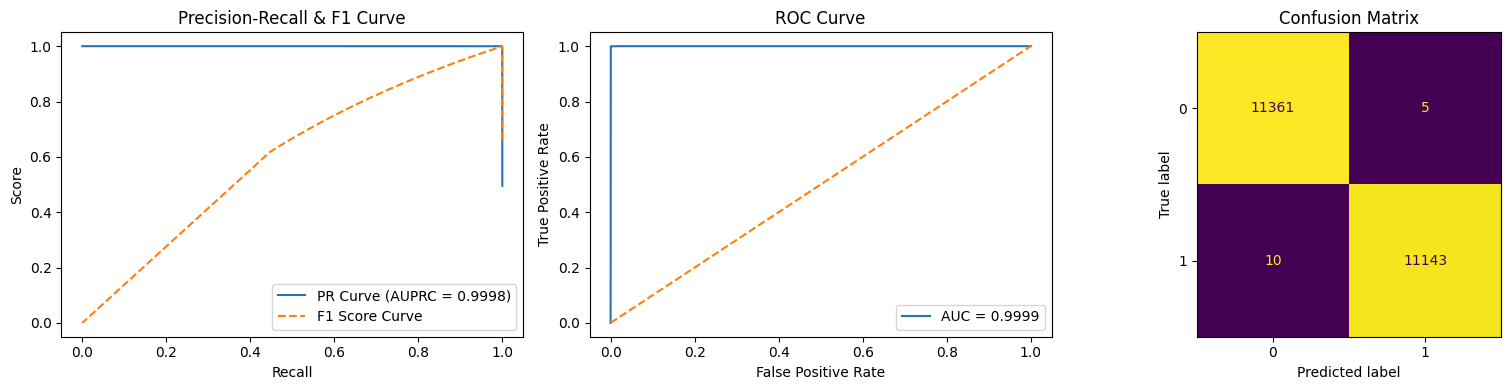 Precision-Recall & F1 Curve
1.0
0.8
0.6
0.4
0.2
0.0
Score
0.0 0.2 0.4 0.6 0.8 1.0
Recall
PR Curve (AUPRC = 0.9998)
F1 Score Curve
ROC Curve
1.0
0.8
0.6
0.4
0.2
0.0
True Positive Rate
0.0 0.2 0.4 0.6 0.8 1.0
False Positive Rate
AUC = 0.9999
Confusion Matrix
True label
0
11361 5
1
10 11143
0 1
Predicted label